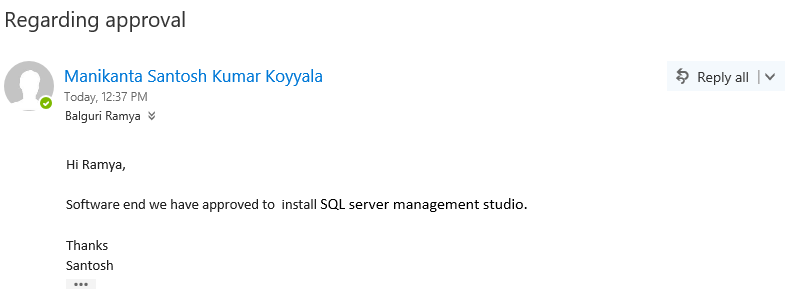 Regarding approval
Manikanta Santosh Kumar Koyyala
Reply all
Today, 12:37 PM
Balguri Ramya
Hi Ramya,
Software end we have approved to  install SQL server management studio.
Thanks
Santosh